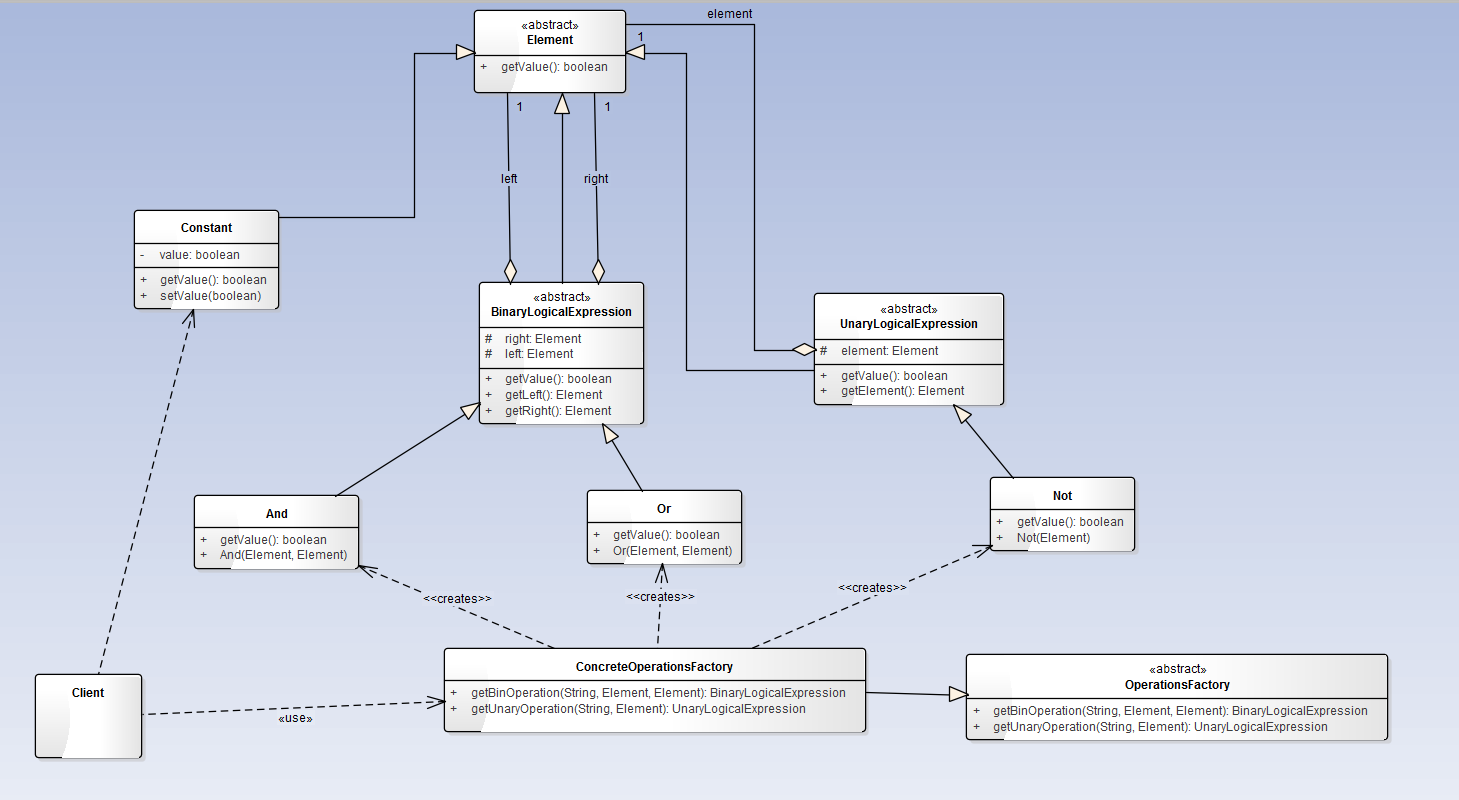 element
«abstract»
Element
+ getValue(): boolean
1
1
1
left
right
Constant
- value: boolean
+ getValue(): boolean
+ setValue(boolean)
«abstract»
BinaryLogicalExpression
# right: Element
# left: Element
+ getValue(): boolean
+ getLeft(): Element
+ getRight(): Element
«abstract»
UnaryLogicalExpression
# element: Element
+ getValue(): boolean
+ getElement(): Element
And
+ getValue(): boolean
+ And(Element, Element)
Or
+ getValue(): boolean
+ Or(Element, Element)
Not
+ getValue(): boolean
+ Not(Element)
<<creates>>
<<creates>>
<<creates>>
Client
«use»
ConcreteOperationsFactory
+ getBinOperation(String, Element, Element): BinaryLogicalExpression
+ getUnaryOperation(String, Element): UnaryLogicalExpression
«abstract»
OperationsFactory
+ getBinOperation(String, Element, Element): BinaryLogicalExpression
+ getUnaryOperation(String, Element): UnaryLogicalExpression